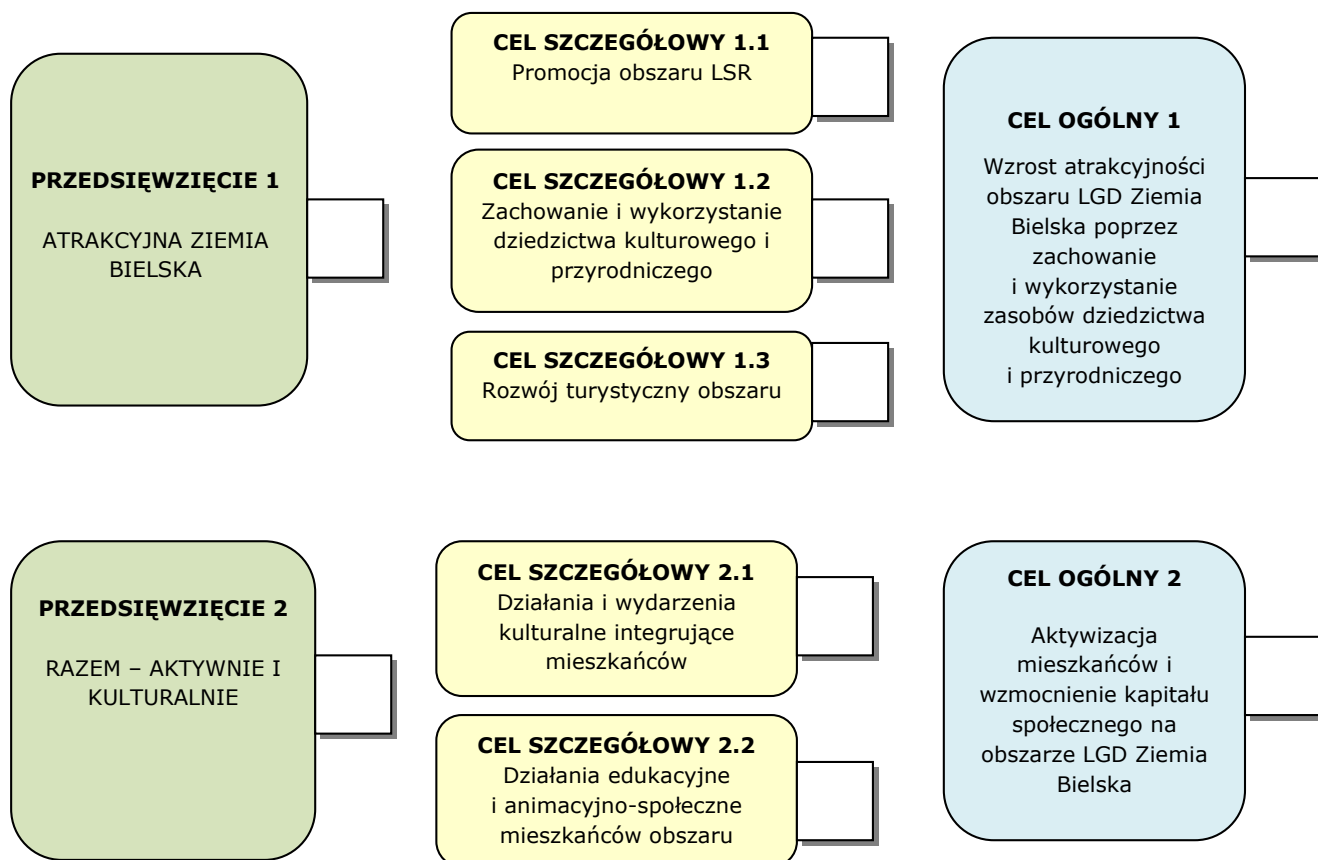 PRZEDSIĘWZIĘCIE 1
ATRAKCYJNA ZIEMIA
BIELSKA
CEL SZCZEGÓŁOWY 1.1
Promocja obszaru LSR
CEL SZCZEGÓŁOWY 1.2
Zachowanie i wykorzystanie
dziedzictwa kulturowego i
przyrodniczego
CEL SZCZEGÓŁOWY 1.3
Rozwój turystyczny obszaru
CEL OGÓLNY 1
Wzrost atrakcyjności
obszaru LGD Ziemia
Bielska poprzez
zachowanie
i wykorzystanie
zasobów dziedzictwa
kulturowego
i przyrodniczego
PRZEDSIĘWZIĘCIE 2
RAZEM – AKTYWNIE I
KULTURALNIE
CEL SZCZEGÓŁOWY 2.1
Działania i wydarzenia
kulturalne integrujące
mieszkańców
CEL SZCZEGÓŁOWY 2.2
Działania edukacyjne
i animacyjno-społeczne
mieszkańców obszaru
CEL OGÓLNY 2
Aktywizacja
mieszkańców i
wzmocnienie kapitału
społecznego na
obszarze LGD Ziemia
Bielska